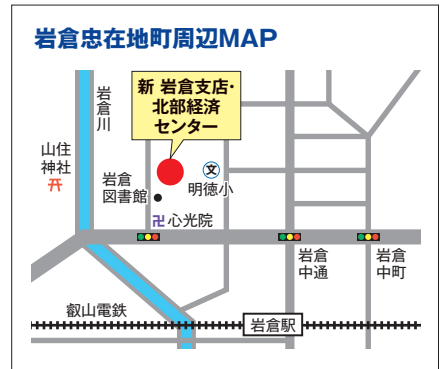 岩倉忠在地町周辺MAP
岩倉川
新 岩倉支店・
北部経済
センター
山住
神社
岩倉
図書館
文
明徳小
卍心光院
岩倉
中通
岩倉
中町
叡山電鉄
岩倉駅